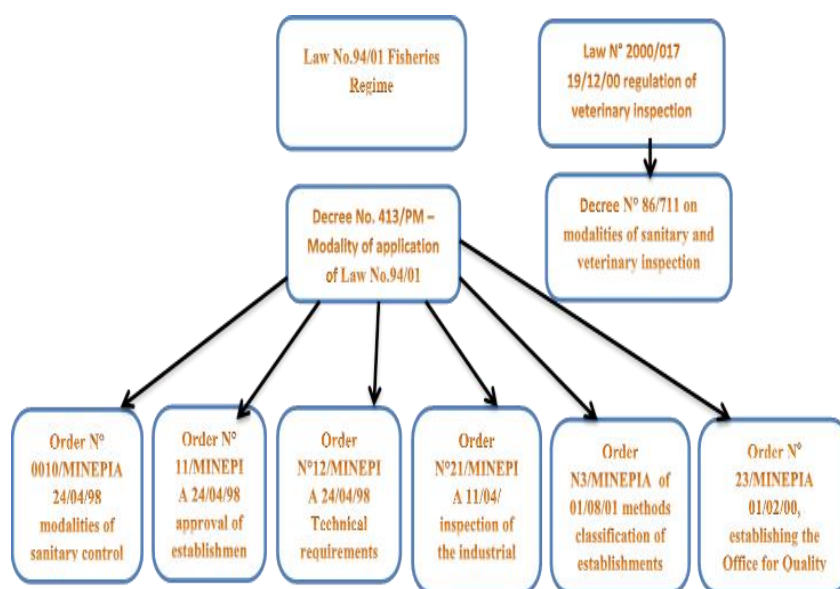 Law No.94/01 Fisheries
Regime
Law N° 2000/017
19/12/00 regulation of
veterinary inspection
Decree No. 413/PM –
Modality of application
of Law No.94/01
Decree N° 86/711 on
modalities of sanitary and
veterinary inspection
Order N°
0010/MINEPIA
24/04/98
modalities of
sanitary control
Order N°
11/MINEPI
A 24/04/98
approval of
establishmen
Order
N°12/MINEPI
A 24/04/98
Technical
requirements
Order
N°21/MINEPI
A 11/04/
inspection of
the industrial
Order
N3/MINEPIA of
01/08/01 methods
classification of
establishments
Order N°
23/MINEPIA
01/02/00,
establishing the
Office for Quality